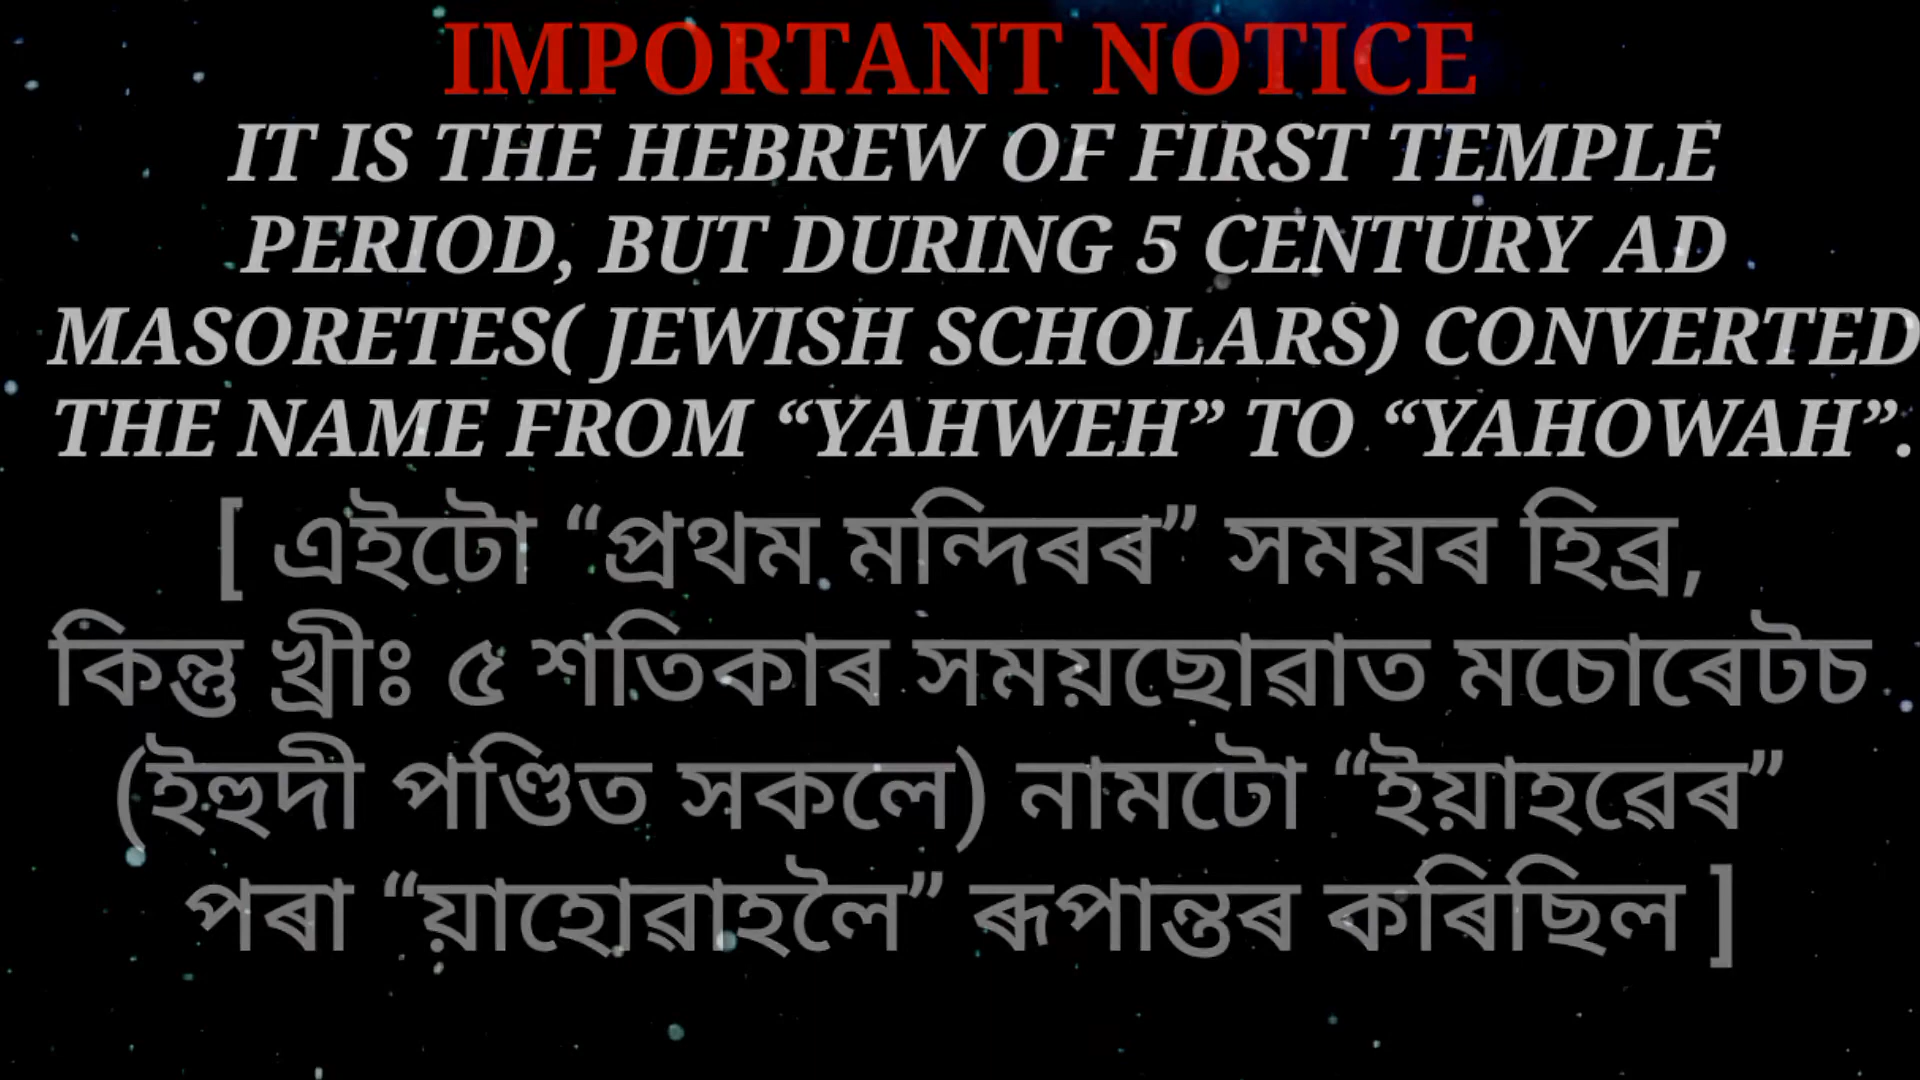 IMPORTANT NOTICE
IT IS THE HEBREW OF FIRST TEMPLE
PERIOD, BUT DURING 5 CENTURY AD
MASORETES( JEWISH SCHOLARS) CONVERTED
THE NAME FROM “YAHWEH” TO “YAHOWAH”.
[ এইটো “প্ৰথম মন্দিৰৰ” সময়ৰ হিব্ৰু,
কিন্তু খ্ৰীঃ ৫ শতিকাৰ সময়ছোৱাত মচোৰেটচ
(ইহুদী পণ্ডিত সকলে) নামটো “ইয়াহৱেৰ”
পৰা “য়াহোৱাহলৈ” ৰূপান্তৰ কৰিছিল ]